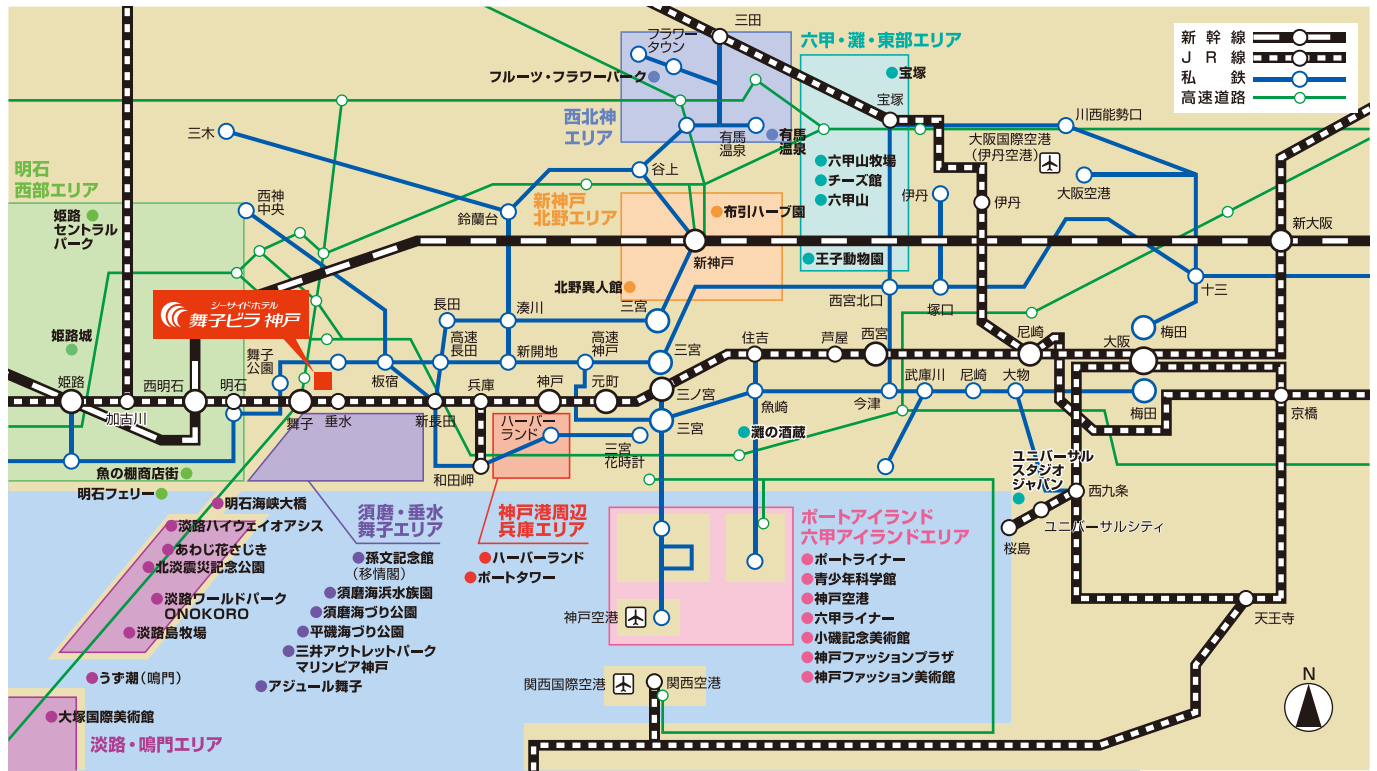 三田
フラワー
タウン
フルーツ・フラワーパーク
西北神
エリア
有馬
温泉
有馬
温泉
六甲・灘・東部エリア
宝塚
宝塚
新幹線
JR線
私鉄
高速道路
川西能勢口
大阪国際空港
(伊丹空港)
大阪空港
三木
谷上
六甲山牧場
チーズ館
六甲山
伊丹
伊丹
明石
西部エリア
西神
中央
鈴蘭台
新神戸
北野エリア
布引ハーブ園
姫路
セントラル
パーク
新大阪
新神戸
王子動物園
北野異人館
西宮北口
塚口
十三
シーサイドホテル
舞子ビラ 神戸
長田
湊川
三宮
梅田
姫路城
舞子
公園
高速
長田
新開地
高速
神戸
三宮
住吉
芦屋
西宮
尼崎
大阪
姫路
西明石
明石
板宿
兵庫
神戸
元町
三ノ宮
武庫川
尼崎
大物
加古川
舞子
垂水
新長田
ハーバー
ランド
三宮
魚崎
今津
梅田
京橋
三宮
花時計
灘の酒蔵
和田岬
魚の棚商店街
明石フェリー
ユニバーサル
スタジオ
ジャパン
西九条
ユニバーサルシティ
桜島
明石海峡大橋
淡路ハイウェイオアシス
あわじ花さじき
北淡震災記念公園
淡路ワールドパーク
ONOKORO
淡路島牧場
うず潮(鳴門)
大塚国際美術館
淡路・鳴門エリア
須磨・垂水
舞子エリア
孫文記念館
(移情閣)
須磨海浜水族園
須磨海づり公園
平磯海づり公園
三井アウトレットパーク
マリンピア神戸
アジュール舞子
神戸港周辺
兵庫エリア
ハーバーランド
ポートタワー
ポートアイランド
六甲アイランドエリア
ポートライナー
青少年科学館
神戸空港
六甲ライナー
小磯記念美術館
神戸ファッションプラザ
神戸ファッション美術館
神戸空港
関西国際空港
関西空港
天王寺
N